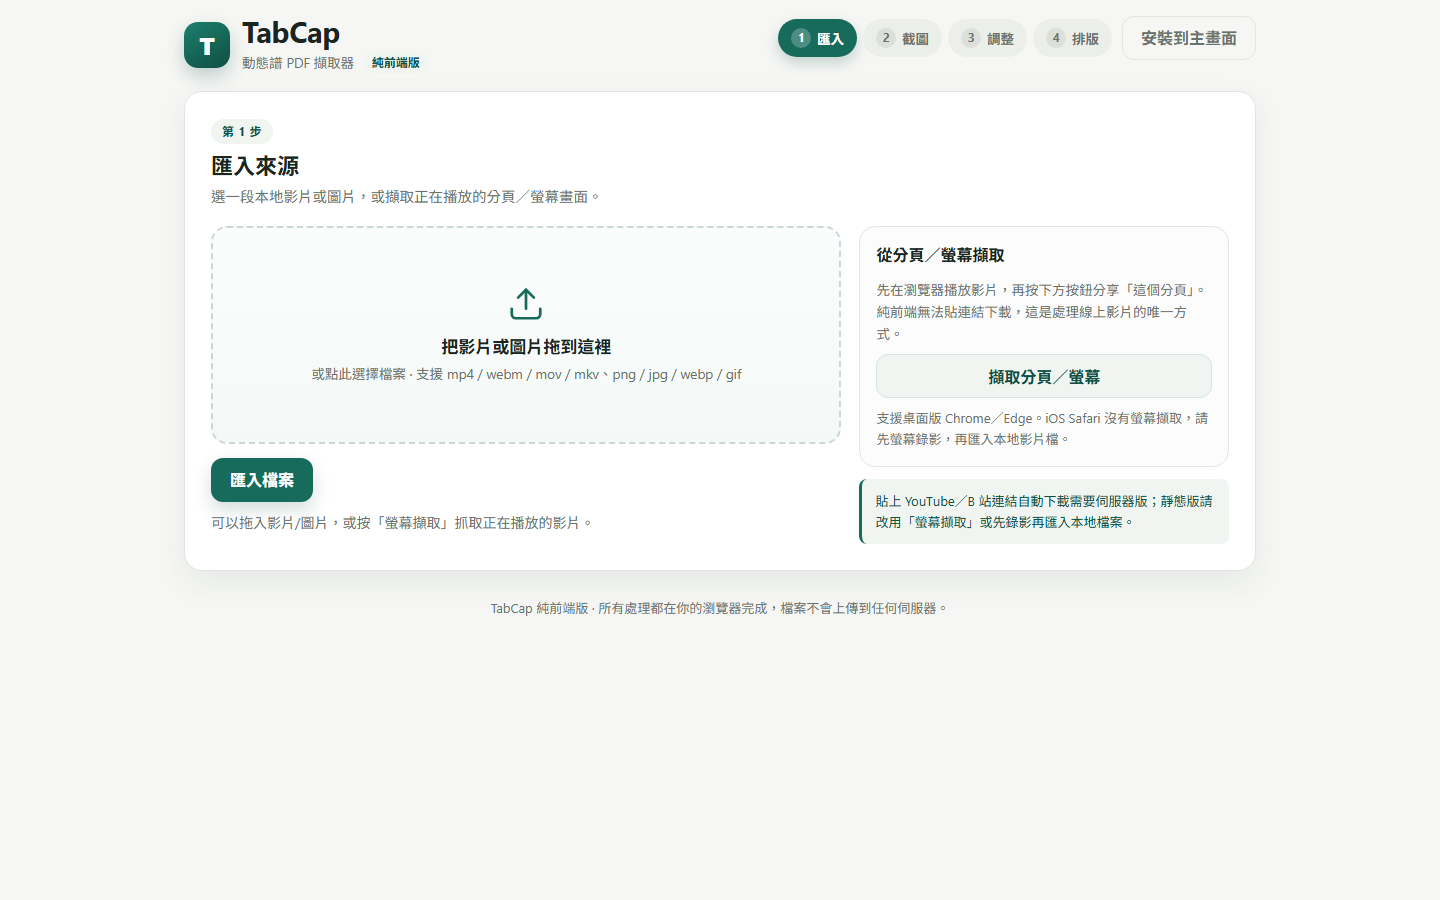 T
TabCap
動態譜 PDF 擷取器 純前端版
1 匯入
2 截圖
3 調整
4 排版
安裝到主畫面
第 1 步
匯入來源
選一段本地影片或圖片，或擷取正在播放的分頁／螢幕畫面。
把影片或圖片拖到這裡
或點此選擇檔案 · 支援 mp4 / webm / mov / mkv、png / jpg / webp / gif
匯入檔案
可以拖入影片/圖片，或按「螢幕擷取」抓取正在播放的影片。
從分頁／螢幕擷取
先在瀏覽器播放影片，再按下方按鈕分享「這個分頁」。
純前端無法貼連結下載，這是處理線上影片的唯一方
式。
擷取分頁／螢幕
支援桌面版 Chrome／Edge。iOS Safari 沒有螢幕擷取，請
先螢幕錄影，再匯入本地影片檔。
貼上 YouTube／B 站連結自動下載需要伺服器版；靜態版請
改用「螢幕擷取」或先錄影再匯入本地檔案。
TabCap 純前端版 · 所有處理都在你的瀏覽器完成，檔案不會上傳到任何伺服器。